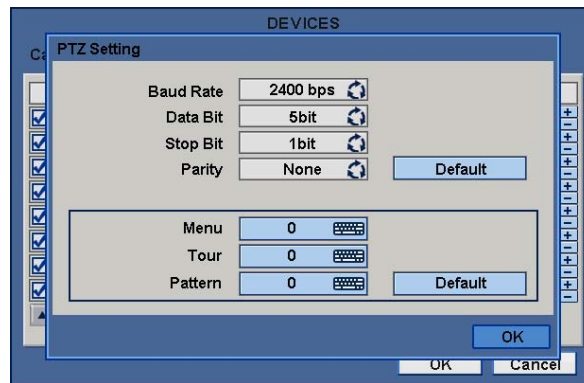 DEVICES
Ca
PTZ Setting
Baud Rate 2400 bps
Data Bit 5bit
Stop Bit 1bit
Parity None Default
Menu 0
Tour 0
Pattern 0 Default
OK
OK Cancel